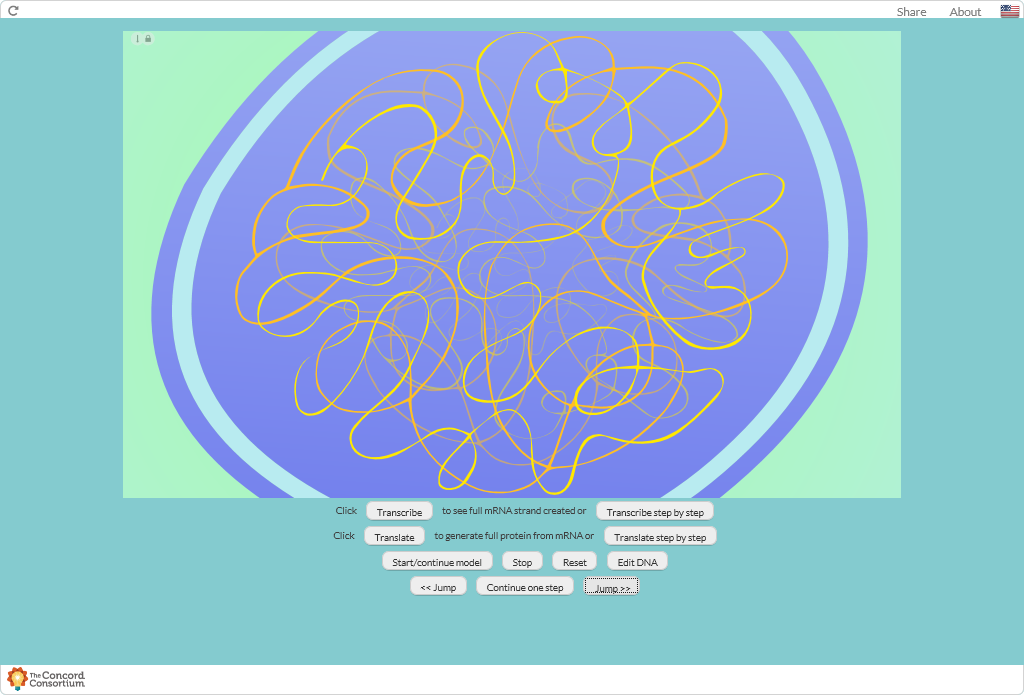 Share About
Click Transcribe to see full mRNA strand created or Transcribe step by step
Click Translate to generate full protein from mRNA or Translate step by step
Start/continue model Stop Reset Edit DNA
<< Jump Continue one step Jump >>
The Concord
Consortium